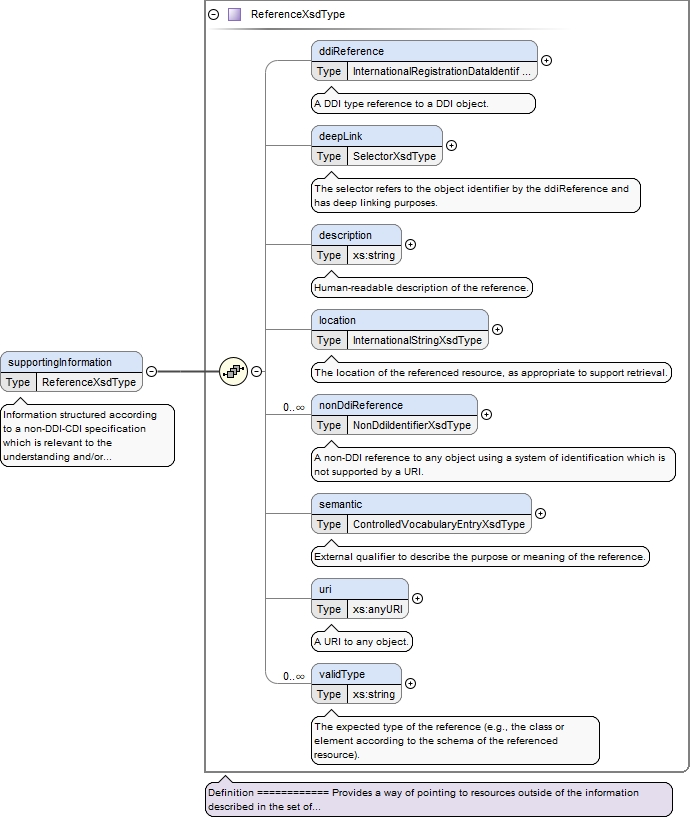 ReferenceXsdType
ddiReference
Type InternationalRegistrationDataIdentif ...
A DDI type reference to a DDI object.
deepLink
Type SelectorXsdType
The selector refers to the object identifier by the ddiReference and
has deep linking purposes.
description
Type xs:string
Human-readable description of the reference.
location
Type InternationalStringXsdType
The location of the referenced resource, as appropriate to support retrieval.
supportingInformation
Type ReferenceXsdType
Information structured according
to a non-DDI-CDI specification
which is relevant to the
understanding and/or...
0..∞
nonDdiReference
Type NonDdiIdentifierXsdType
A non-DDI reference to any object using a system of identification which
is not supported by a URI.
semantic
Type ControlledVocabularyEntryXsdType
External qualifier to describe the purpose or meaning of the reference.
uri
Type xs:anyURI
A URI to any object.
0..∞
validType
Type xs:string
The expected type of the reference (e.g., the class or
element according to the schema of the referenced
resource).
Definition ============ Provides a way of pointing to resources outside of the information
described in the set of...